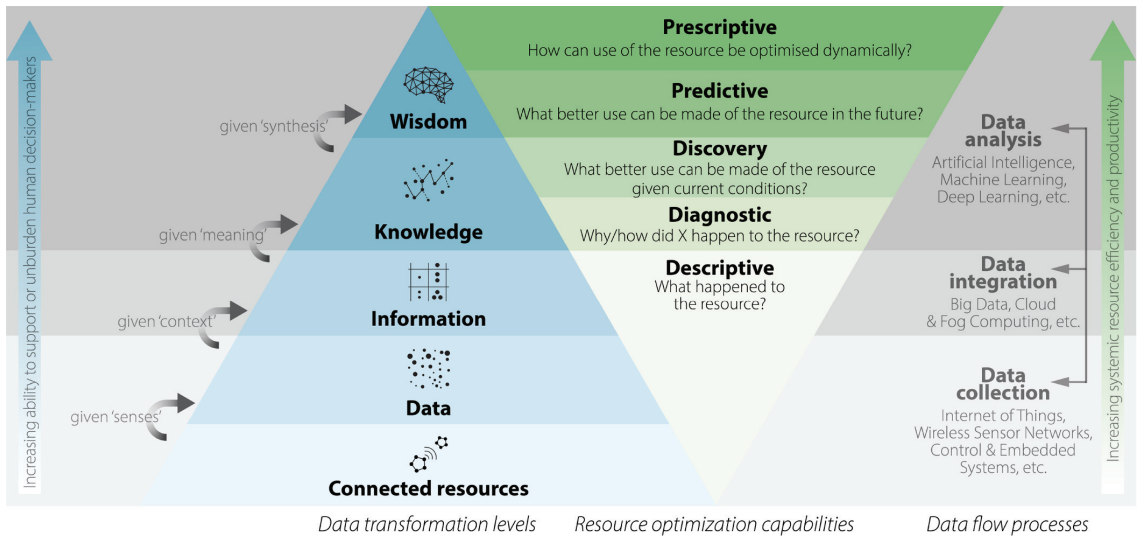 Increasing ability to support or unburden human decision-makers
given ‘synthesis’
given ‘meaning’
given ‘context’
given ‘senses’
Wisdom
Knowledge
Information
Data
Connected resources
Data transformation levels
Prescriptive
How can use of the resource be optimised dynamically?
Predictive
What better use can be made of the resource in the future?
Discovery
What better use can be made of the resource
given current conditions?
Diagnostic
Why/how did X happen to the resource?
Descriptive
What happened to
the resource?
Resource optimization capabilities
Data
analysis
Artificial Intelligence,
Machine Learning,
Deep Learning, etc.
Data
integration
Big Data, Cloud
& Fog Computing, etc.
Data
collection
Internet of Things,
Wireless Sensor Networks,
Control & Embedded
Systems, etc.
Data flow processes
Increasing systemic resource efficiency and productivity